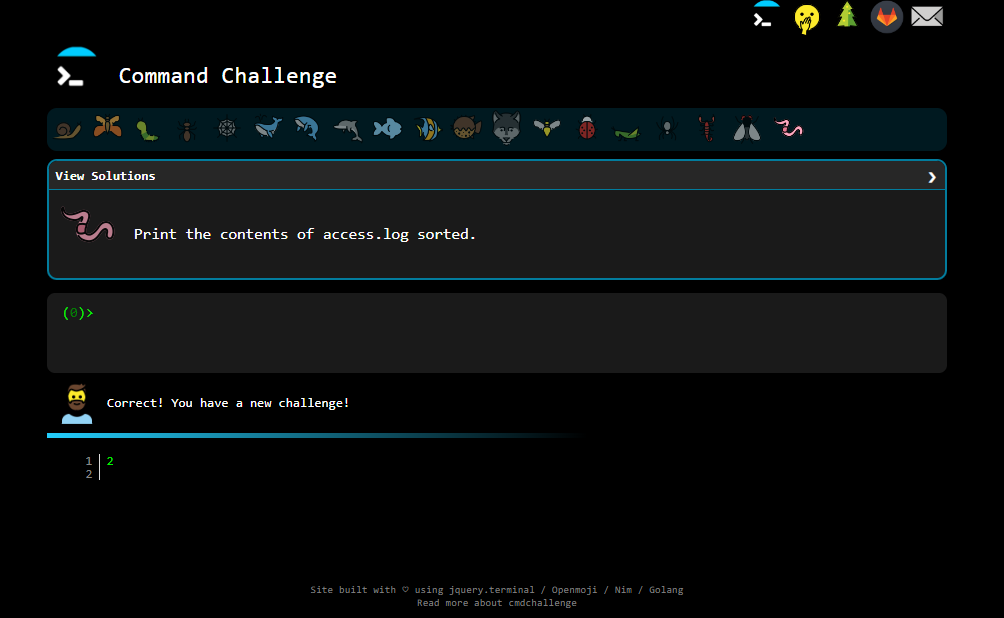 Command Challenge
View Solutions
Print the contents of access.log sorted.
(0)>
Correct! You have a new challenge!
1 2
2
Site built with ♡ using jquery.terminal / Openmoji / Nim / Golang
Read more about cmdchallenge